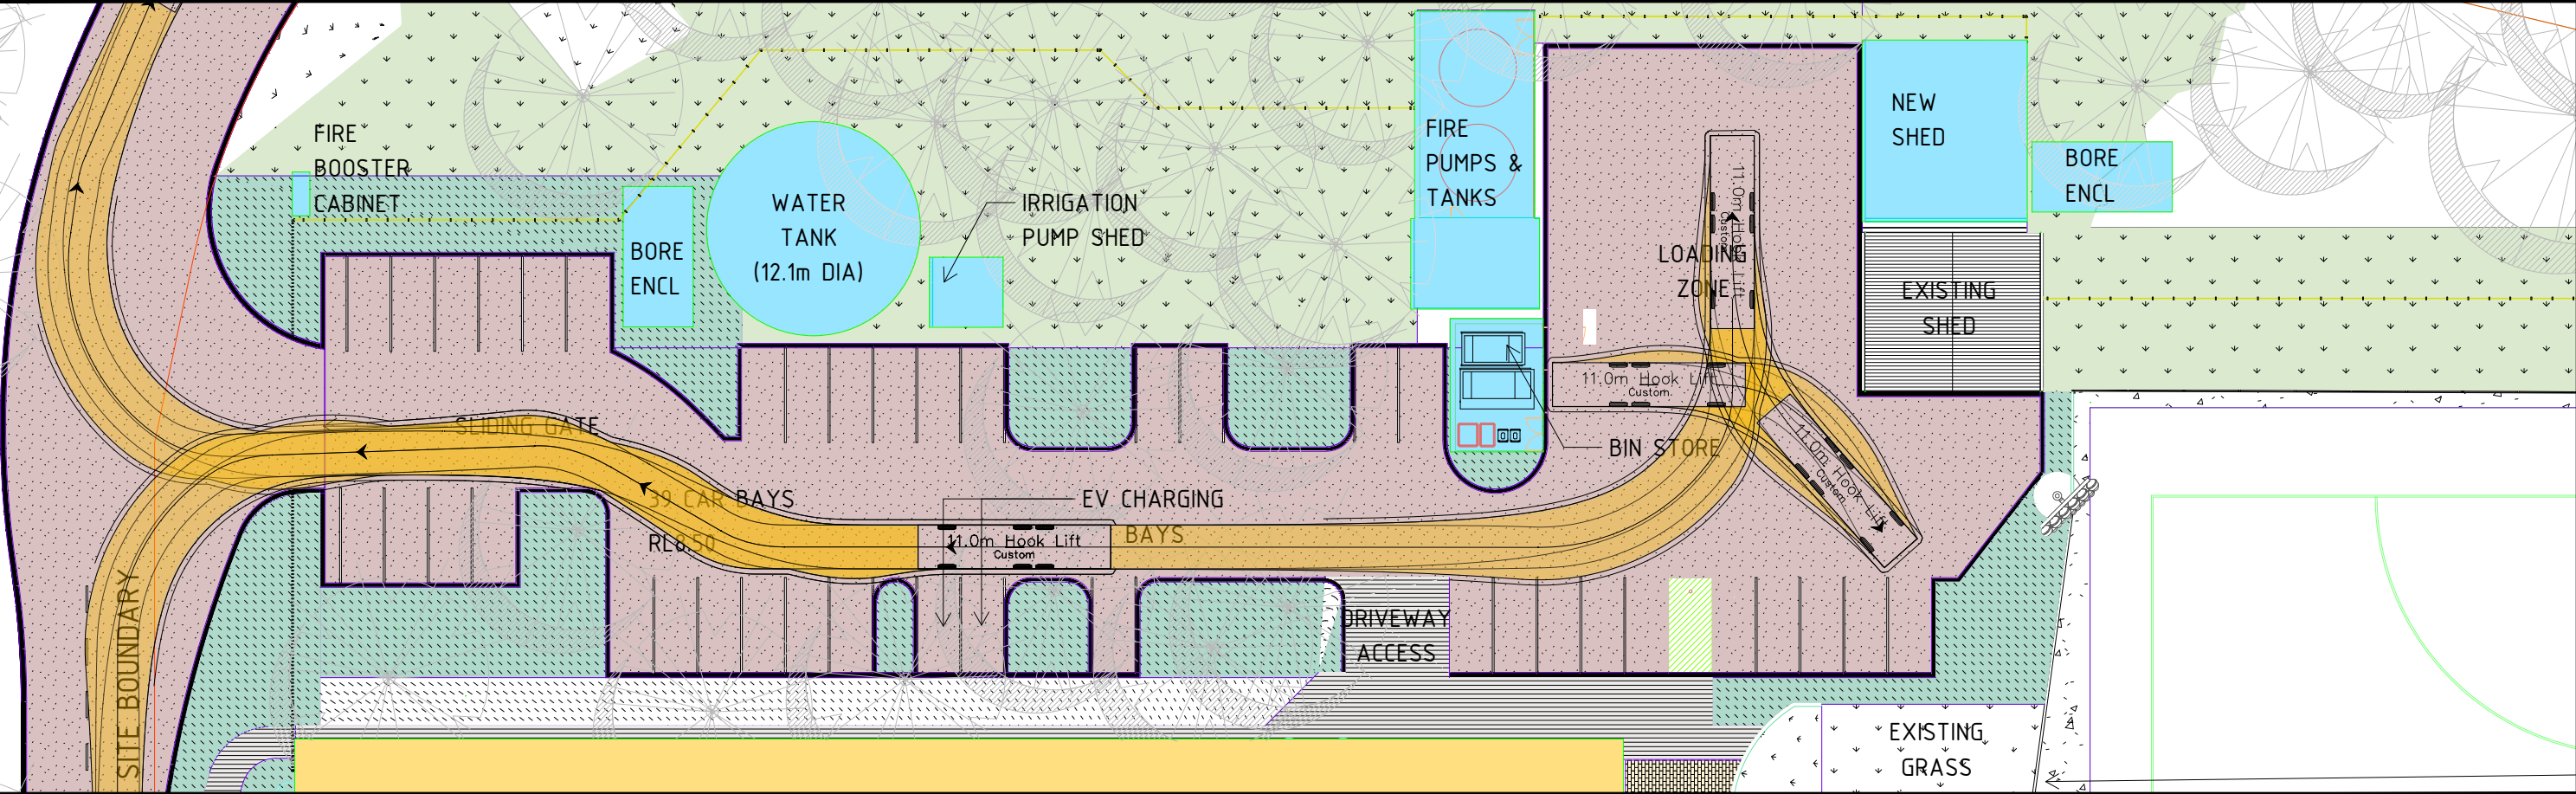 FIRE
BOOSTER
CABINET
BORE
ENCL
WATER
TANK
(12.1m DIA)
IRRIGATION
PUMP SHED
FIRE
PUMPS &
TANKS
LOADING
ZONE
11.0m Hook Lift
Custom
NEW
SHED
BORE
ENCL
EXISTING
SHED
11.0m Hook Lift
Custom
11.0m Hook Lift
Custom
BIN STORE
SLIDING GATE
39 CAR BAYS
RL8.50
EV CHARGING
BAYS
11.0m Hook Lift
Custom
DRIVEWAY
ACCESS
SITE BOUNDARY
EXISTING
GRASS